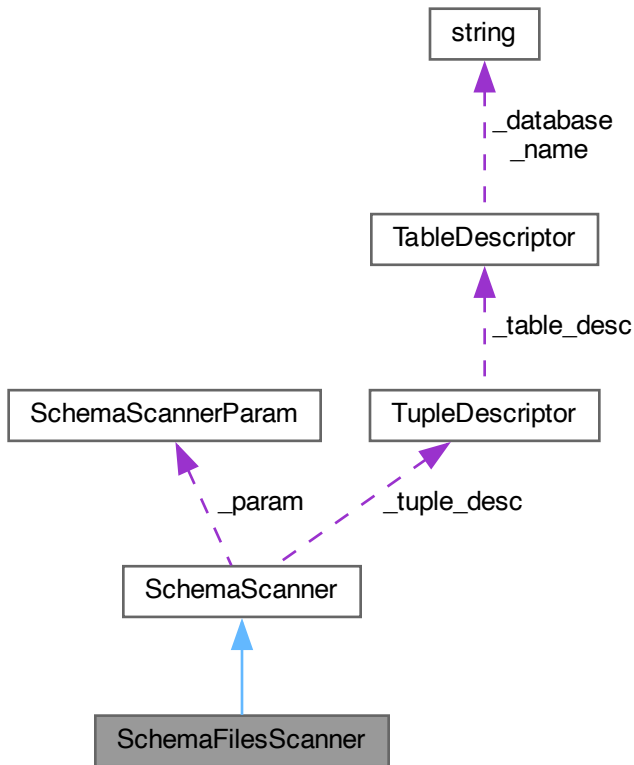 string
_database
_name
TableDescriptor
_table_desc
SchemaScannerParam
TupleDescriptor
_param
_tuple_desc
SchemaScanner
SchemaFilesScanner